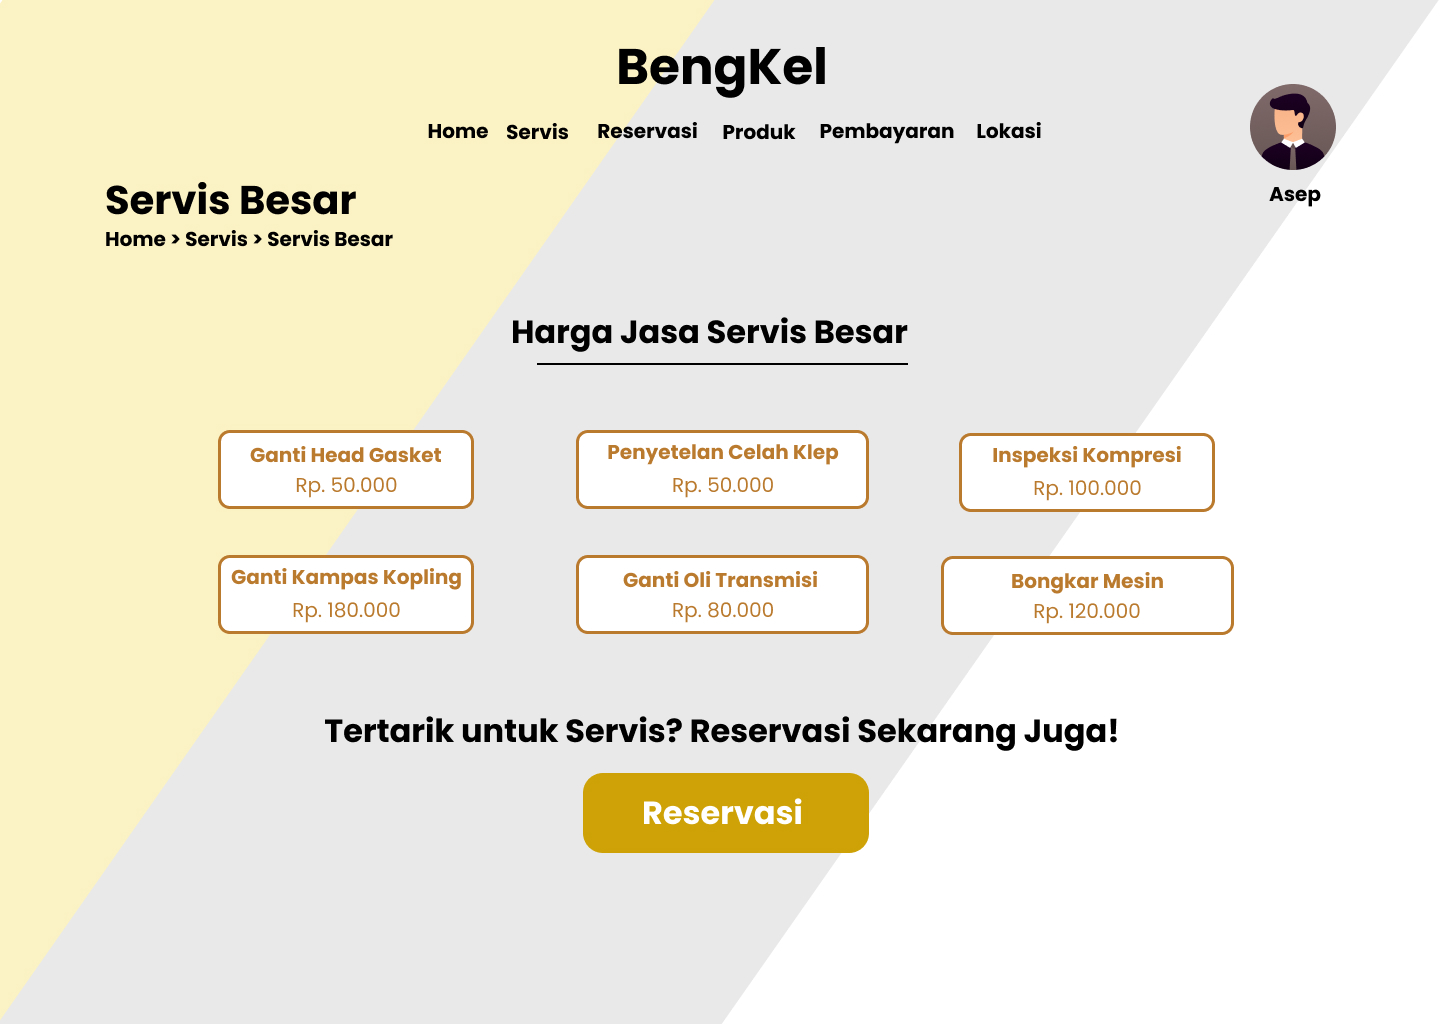 BengKel
Home Servis Reservasi Produk Pembayaran Lokasi
Asep
Servis Besar
Home > Servis > Servis Besar
Harga Jasa Servis Besar
Ganti Head Gasket
Rp. 50.000
Penyetelan Celah Klep
Rp. 50.000
Inspeksi Kompresi
Rp. 100.000
Ganti Kampas Kopling
Rp. 180.000
Ganti Oli Transmisi
Rp. 80.000
Bongkar Mesin
Rp. 120.000
Tertarik untuk Servis? Reservasi Sekarang Juga!
Reservasi